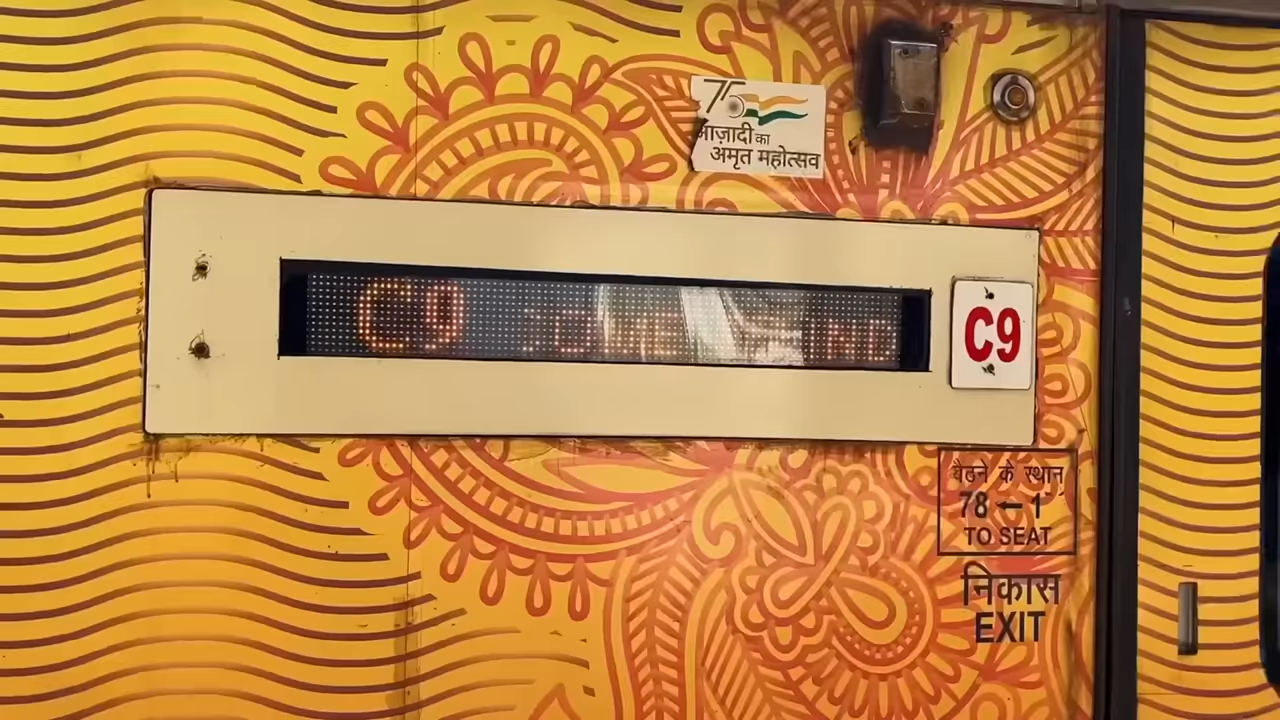 75
आज़ादी का
अमृत महोत्सव
C9
C9
बैठने के स्थान
78 ← 1
TO SEAT
निकास
EXIT